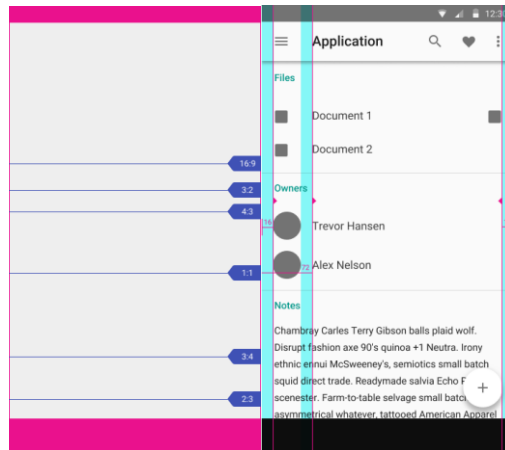 12:30
Application
Files
Document 1
16:9
Document 2
3:2
Owners
4:3
16
Trevor Hansen
1:1
72
Alex Nelson
Notes
Chambray Carles Terry Gibson balls plaid wolf.
Disrupt fashion axe 90's quinoa +1 Neutra. Irony
3:4
ethnic ennui McSweeney's, semiotics small batch
squid direct trade. Readymade salvia Echo P
2:3
scenester. Farm-to-table selvage small batch
asymmetrical whatever, tattooed American Apparel